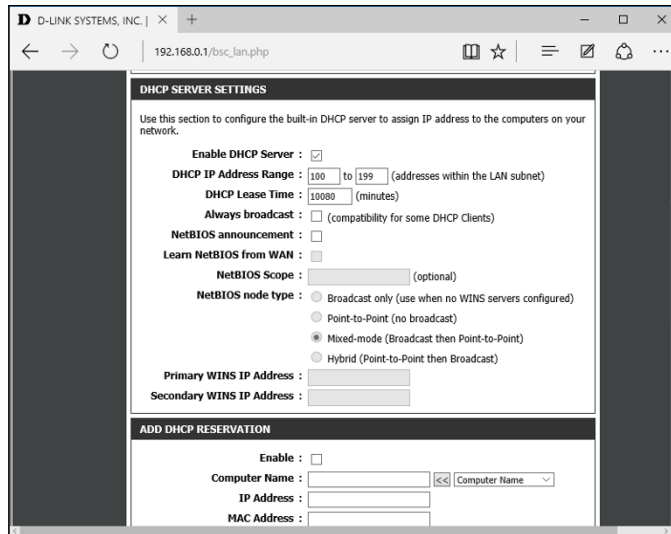 D-LINK SYSTEMS, INC. |
192.168.0.1/bsc_lan.php
DHCP SERVER SETTINGS
Use this section to configure the built-in DHCP server to assign IP address to the computers on your
network.
Enable DHCP Server :
DHCP IP Address Range : 100 to 199 (addresses within the LAN subnet)
DHCP Lease Time : 10080 (minutes)
Always broadcast : (compatibility for some DHCP Clients)
NetBIOS announcement :
Learn NetBIOS from WAN :
NetBIOS Scope : (optional)
NetBIOS node type : Broadcast only (use when no WINS servers configured)
Point-to-Point (no broadcast)
Mixed-mode (Broadcast then Point-to-Point)
Hybrid (Point-to-Point then Broadcast)
Primary WINS IP Address :
Secondary WINS IP Address :
ADD DHCP RESERVATION
Enable :
Computer Name : << Computer Name
IP Address :
MAC Address :